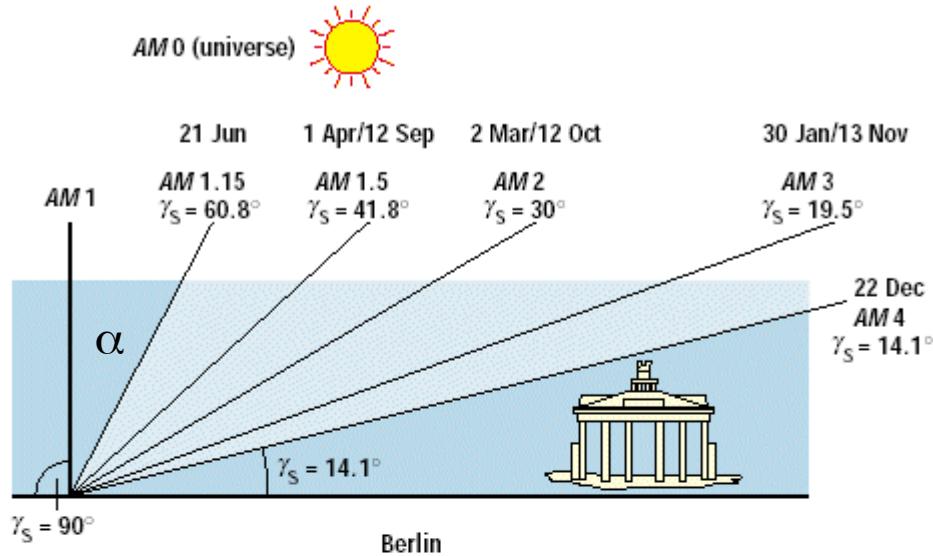 AM 0 (universe)
21 Jun
1 Apr/12 Sep
2 Mar/12 Oct
30 Jan/13 Nov
AM 1
AM 1.15
γS = 60.8°
AM 1.5
γS = 41.8°
AM 2
γS = 30°
AM 3
γS = 19.5°
22 Dec
AM 4
γS = 14.1°
α
γS = 14.1°
γS = 90°
Berlin